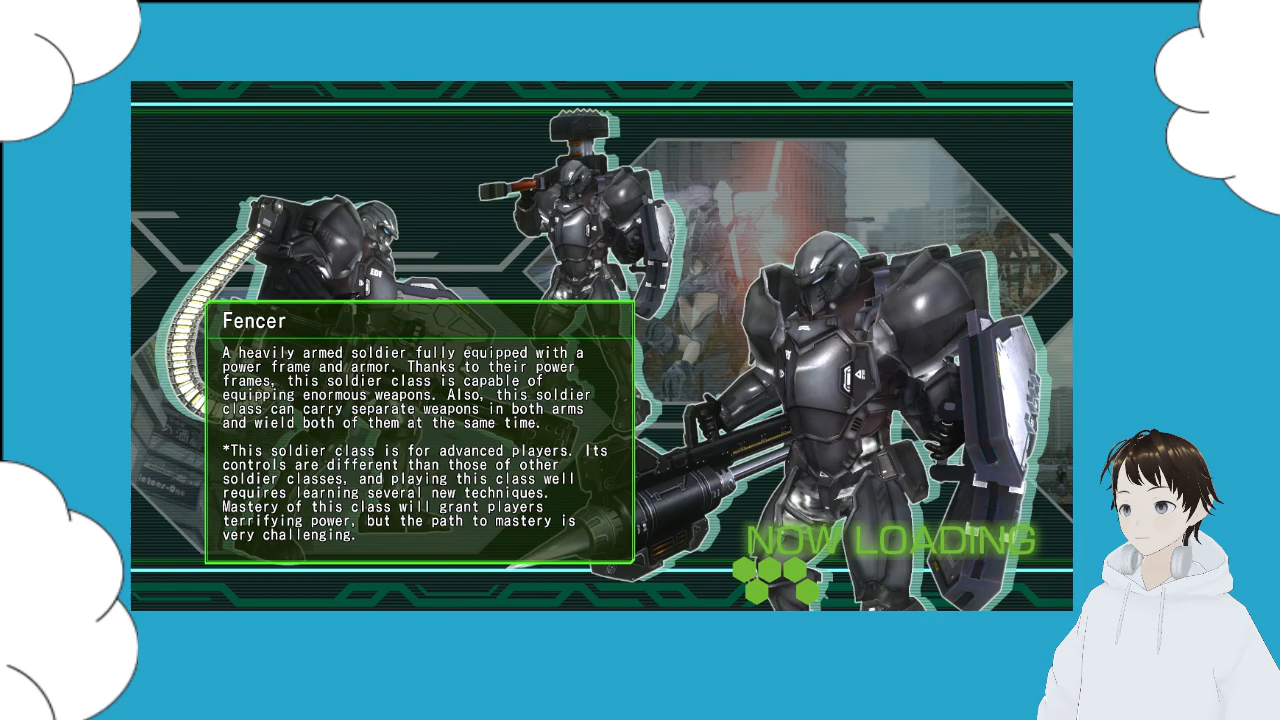 Fencer
A heavily armed soldier fully equipped with a
power frame and armor. Thanks to their power
frames, this soldier class is capable of
equipping enormous weapons. Also, this soldier
class can carry separate weapons in both arms
and wield both of them at the same time.
*This soldier class is for advanced players. Its
controls are different than those of other
soldier classes, and playing this class well
requires learning several new techniques.
Mastery of this class will grant players
terrifying power, but the path to mastery is
very challenging.
NOW LOADING